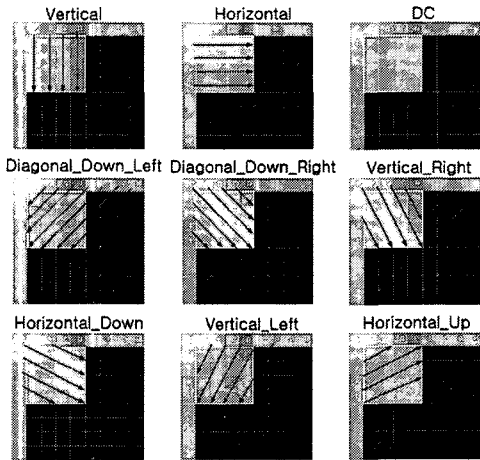 Vertical Horizontal DC
Diagonal_Down_Left Diagonal_Down_Right Vertical_Right
Horizontal_Down Vertical_Left Horizontal_Up